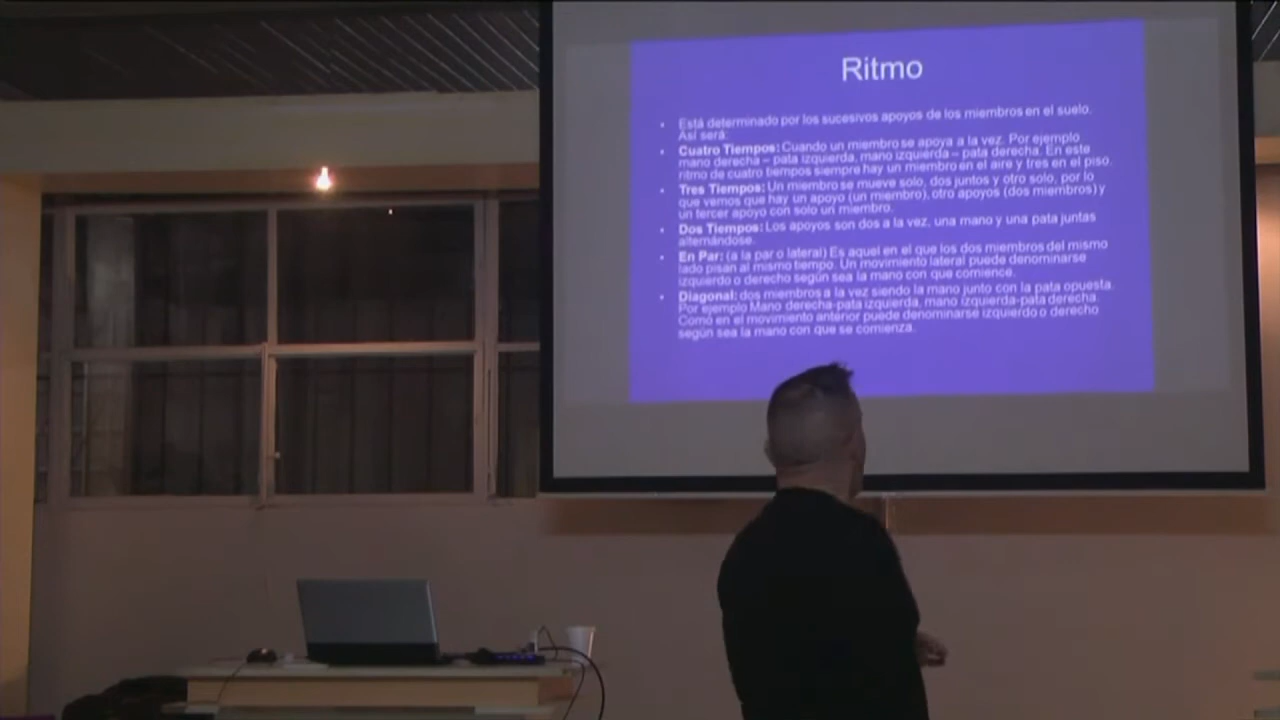 Ritmo
• Está determinado por los sucesivos apoyos de los miembros en el suelo.
Así será:
• Cuatro Tiempos: Cuando un miembro se apoya a la vez. Por ejemplo
mano derecha – pata izquierda, mano izquierda – pata derecha. En este
ritmo de cuatro tiempos siempre hay un miembro en el aire y tres en el piso.
• Tres Tiempos: Un miembro se mueve solo, dos juntos y otro solo, por lo
que vemos que hay un apoyo (un miembro), otro apoyos (dos miembros) y
un tercer apoyo con solo un miembro.
• Dos Tiempos: Los apoyos son dos a la vez, una mano y una pata juntas
alternándose.
• En Par: (a la par o lateral) Es aquel en el que los dos miembros del mismo
lado pisan al mismo tiempo. Un movimiento lateral puede denominarse
izquierdo o derecho según sea la mano con que comience.
• Diagonal: dos miembros a la vez siendo la mano junto con la pata opuesta.
Por ejemplo Mano derecha-pata izquierda, mano izquierda-pata derecha.
Como en el movimiento anterior puede denominarse izquierdo o derecho
según sea la mano con que se comienza.